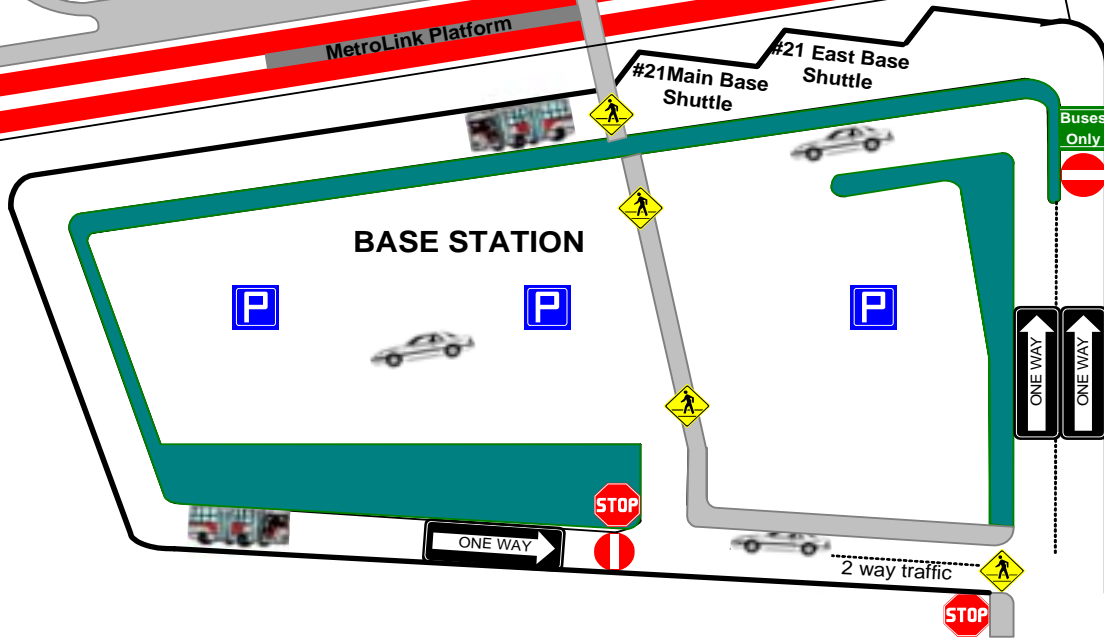 MetroLink Platform
#21Main Base
Shuttle
#21 East Base
Shuttle
Buses
Only
BASE STATION
P
P
P
ONE WAY
ONE WAY
STOP
ONE WAY
2 way traffic
STOP